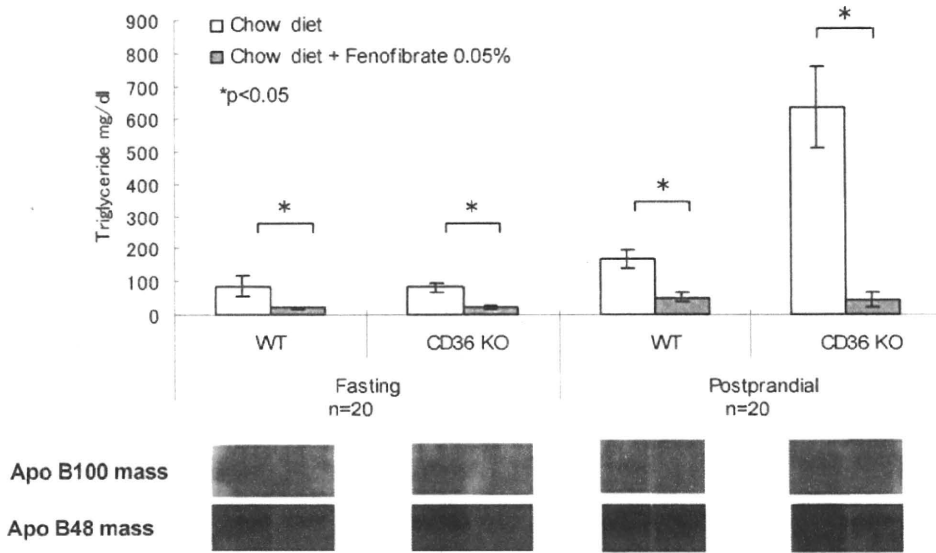 900
800
700
600
500
400
300
200
100
0
Triglyceride mg/dl
Chow diet
Chow diet + Fenofibrate 0.05%
*p<0.05
*
*
*
*
WT
CD36 KO
WT
CD36 KO
Fasting
n=20
Postprandial
n=20
Apo B100 mass
Apo B48 mass